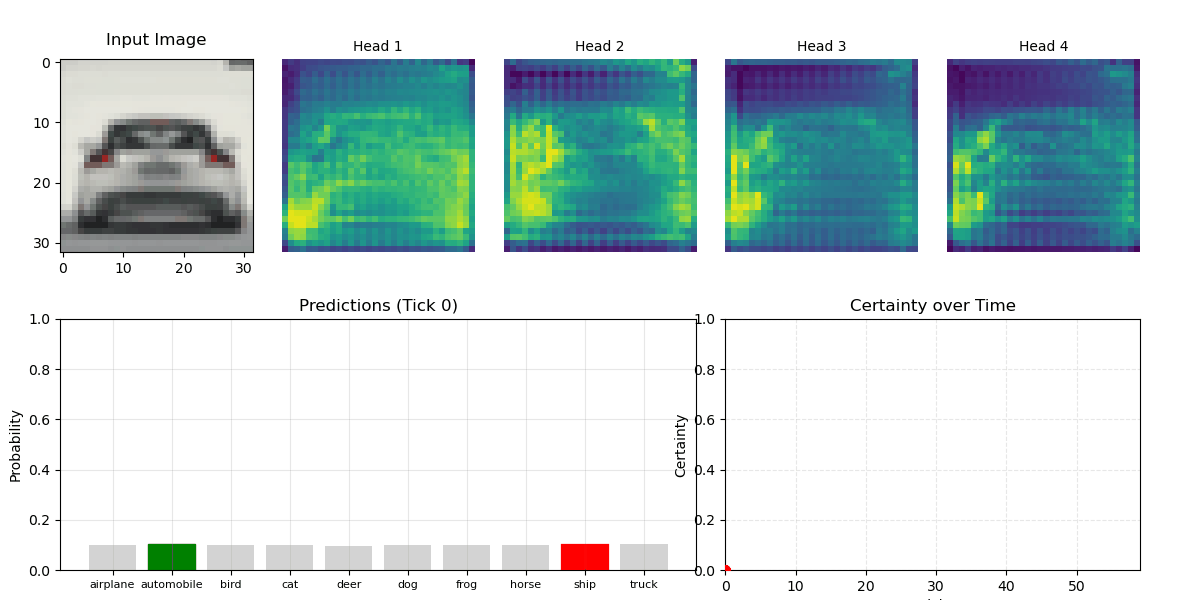 Input Image
Head 1
Head 2
Head 3
Head 4
0
10
20
30
0 10 20 30
Predictions (Tick 0)
Certainty over Time
Probability
1.0
0.8
0.6
0.4
0.2
0.0
airplane automobile bird cat deer dog frog horse ship truck
Certainty
1.0
0.8
0.6
0.4
0.2
0.0
0 10 20 30 40 50